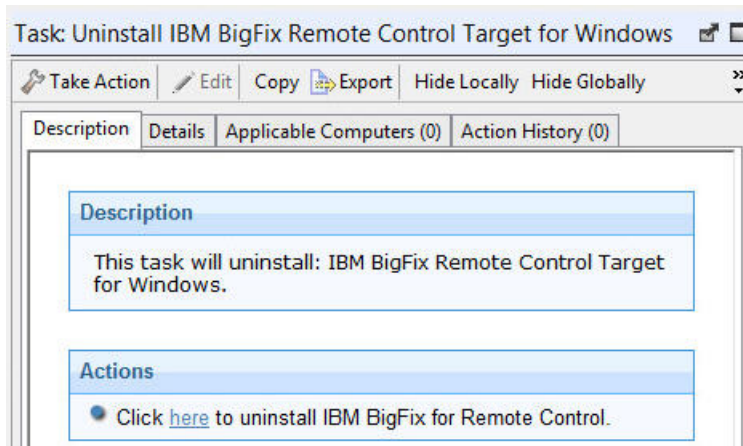 Task: Uninstall IBM BigFix Remote Control Target for Windows
Take Action Edit Copy Export Hide Locally Hide Globally
Description Details Applicable Computers (0) Action History (0)
Description
This task will uninstall: IBM BigFix Remote Control Target
for Windows.
Actions
Click here to uninstall IBM BigFix for Remote Control.